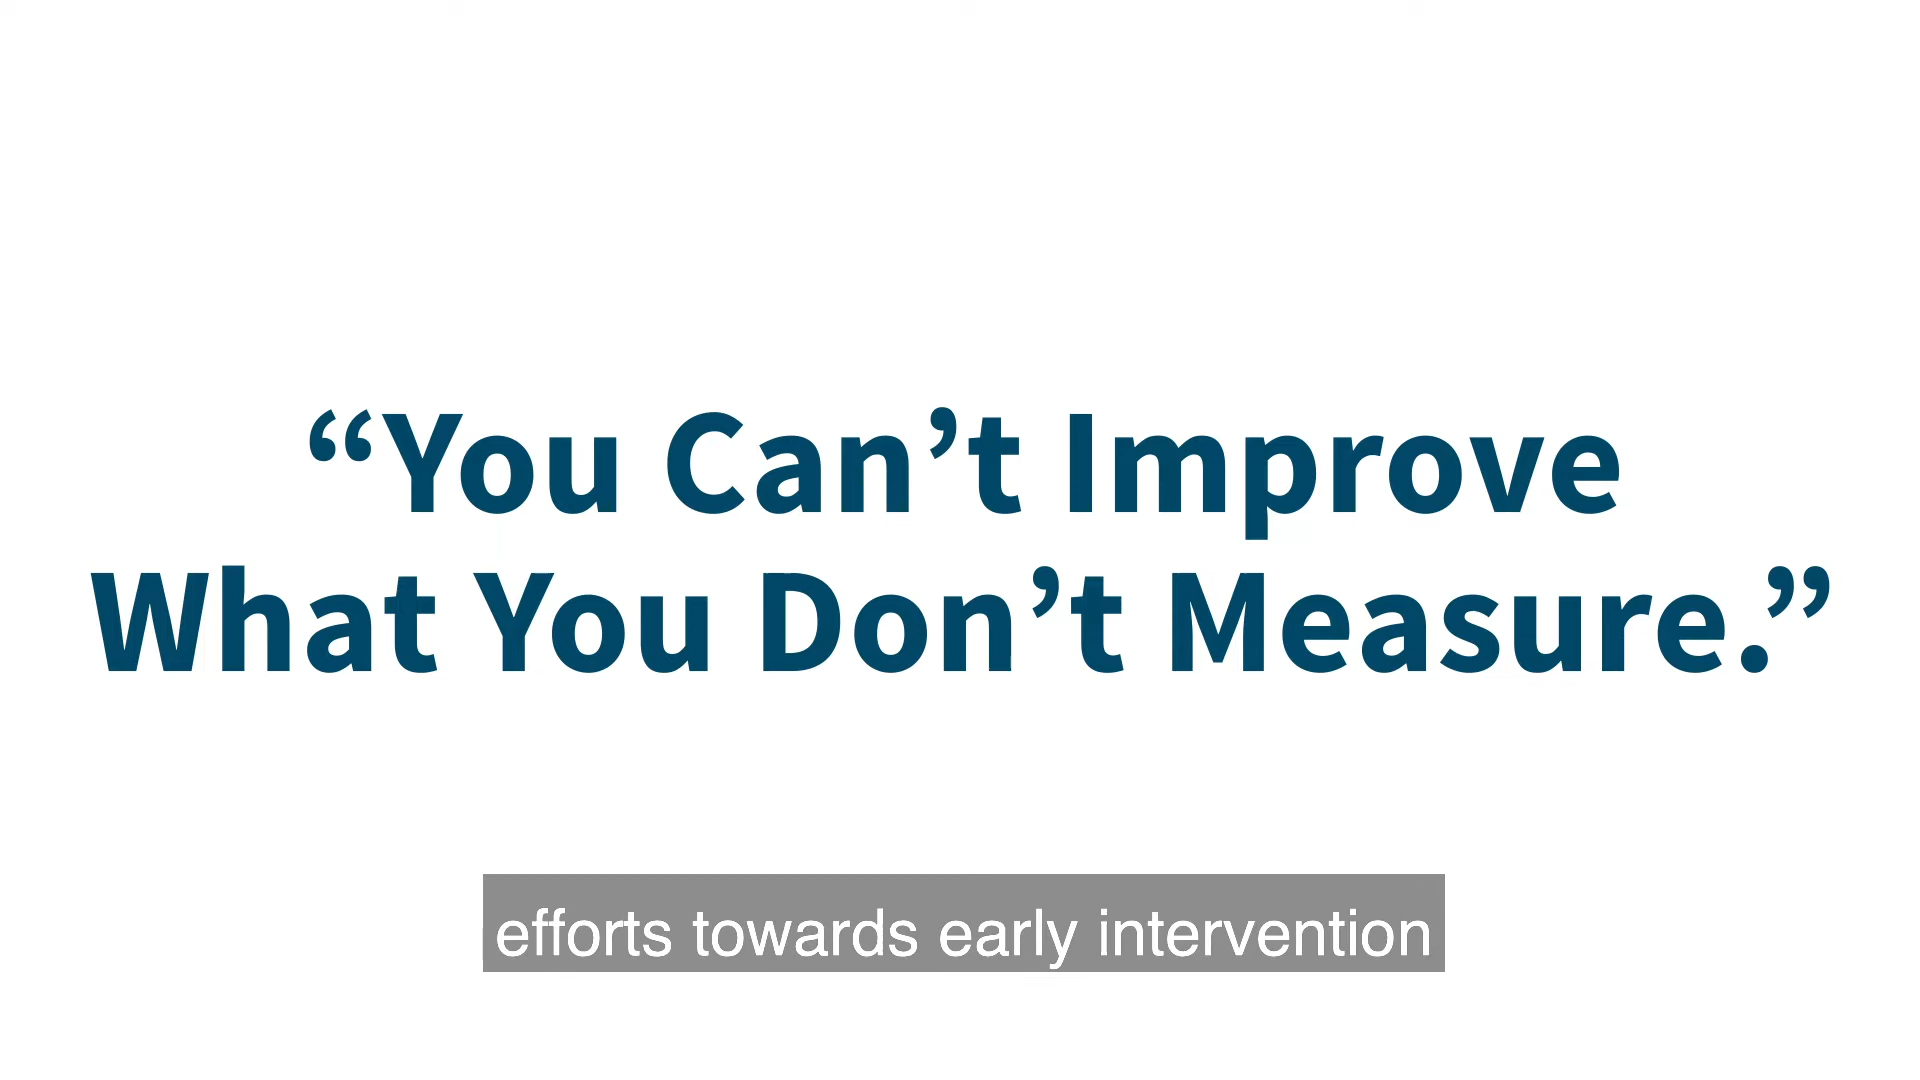 “You Can’t Improve
What You Don’t Measure.”
efforts towards early intervention